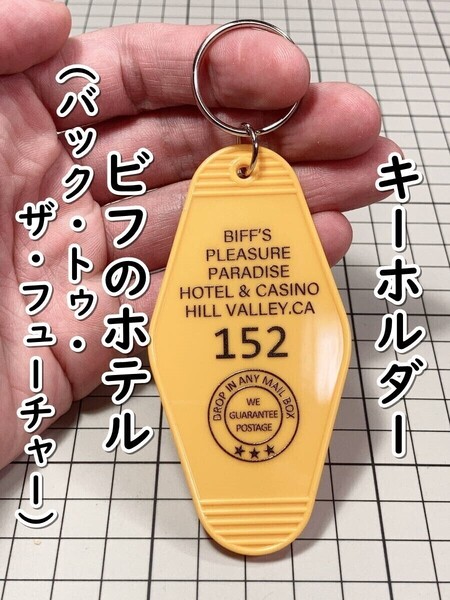 キーホルダー
ビフのホテル
（バック・トゥ・
ザ・フューチャー）
BIFF'S
PLEASURE
PARADISE
HOTEL & CASINO
HILL VALLEY.CA
152
DROP IN ANY MAIL BOX
WE
GUARANTEE
POSTAGE